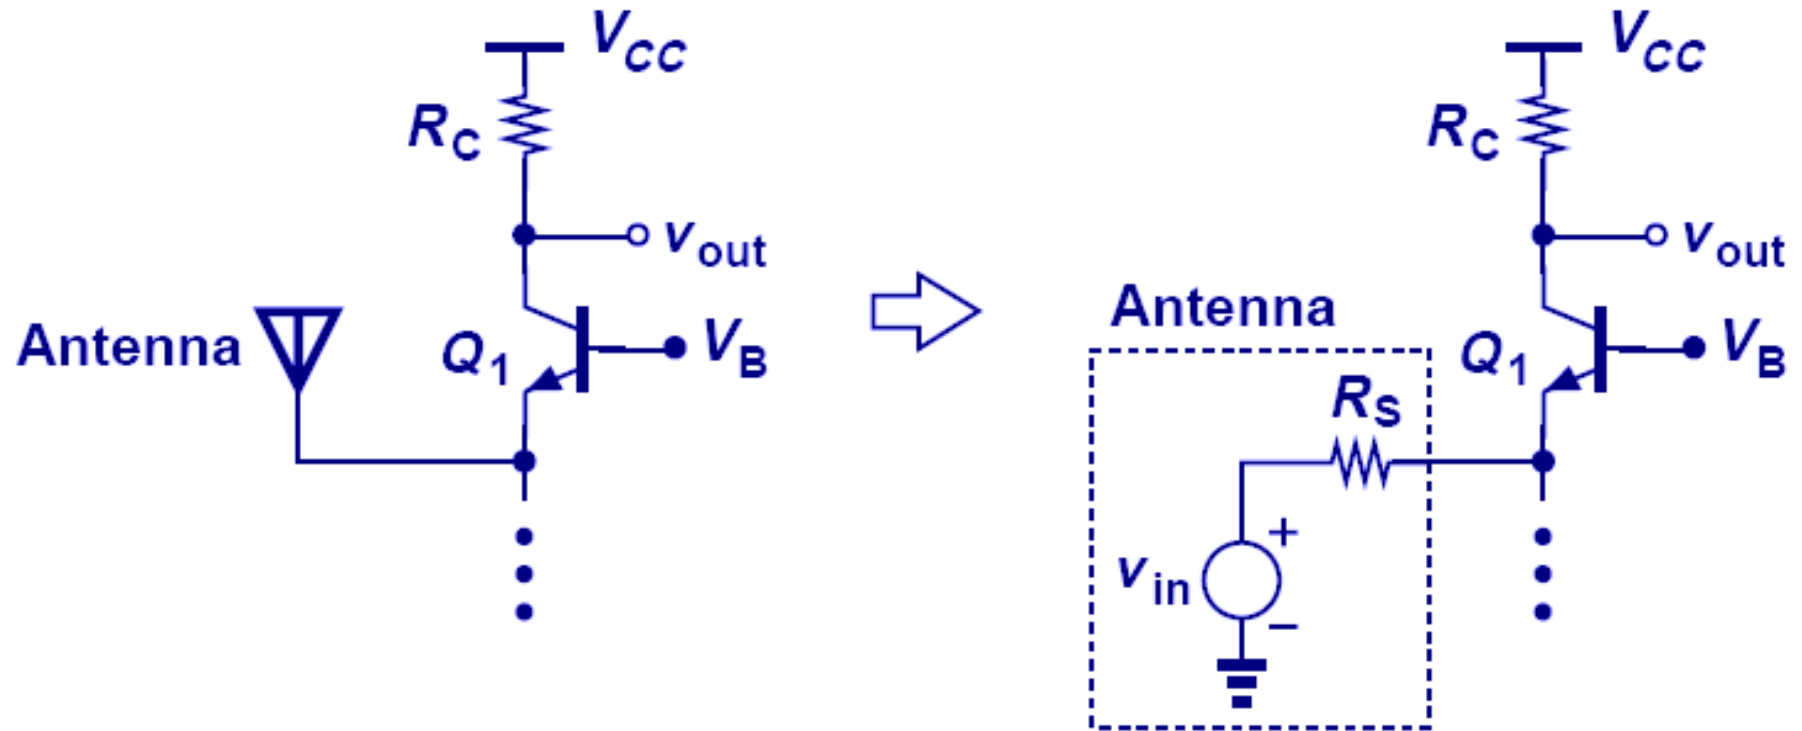 V_CC
R_C
v_out
Antenna
Q_1
V_B
V_CC
R_C
v_out
Antenna
Q_1
V_B
R_S
v_in
+
−